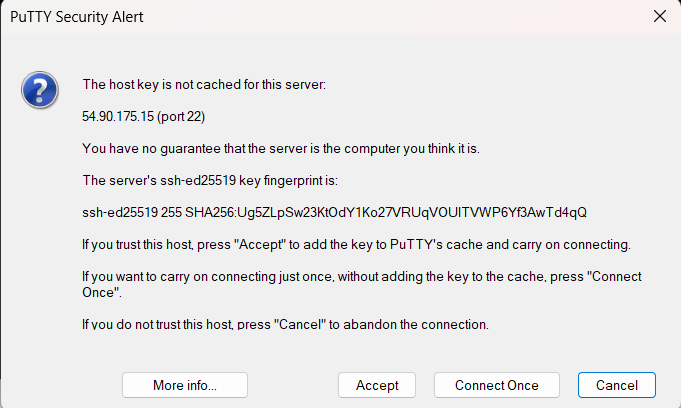 PuTTY Security Alert
The host key is not cached for this server:
54.90.175.15 (port 22)
You have no guarantee that the server is the computer you think it is.
The server's ssh-ed25519 key fingerprint is:
ssh-ed25519 255 SHA256:Ug5ZLpSw23KtOdY1Ko27VRUqVOUITVWP6Yf3AwTd4qQ
If you trust this host, press "Accept" to add the key to PuTTY's cache and carry on connecting.
If you want to carry on connecting just once, without adding the key to the cache, press "Connect
Once".
If you do not trust this host, press "Cancel" to abandon the connection.
More info...
Accept
Connect Once
Cancel